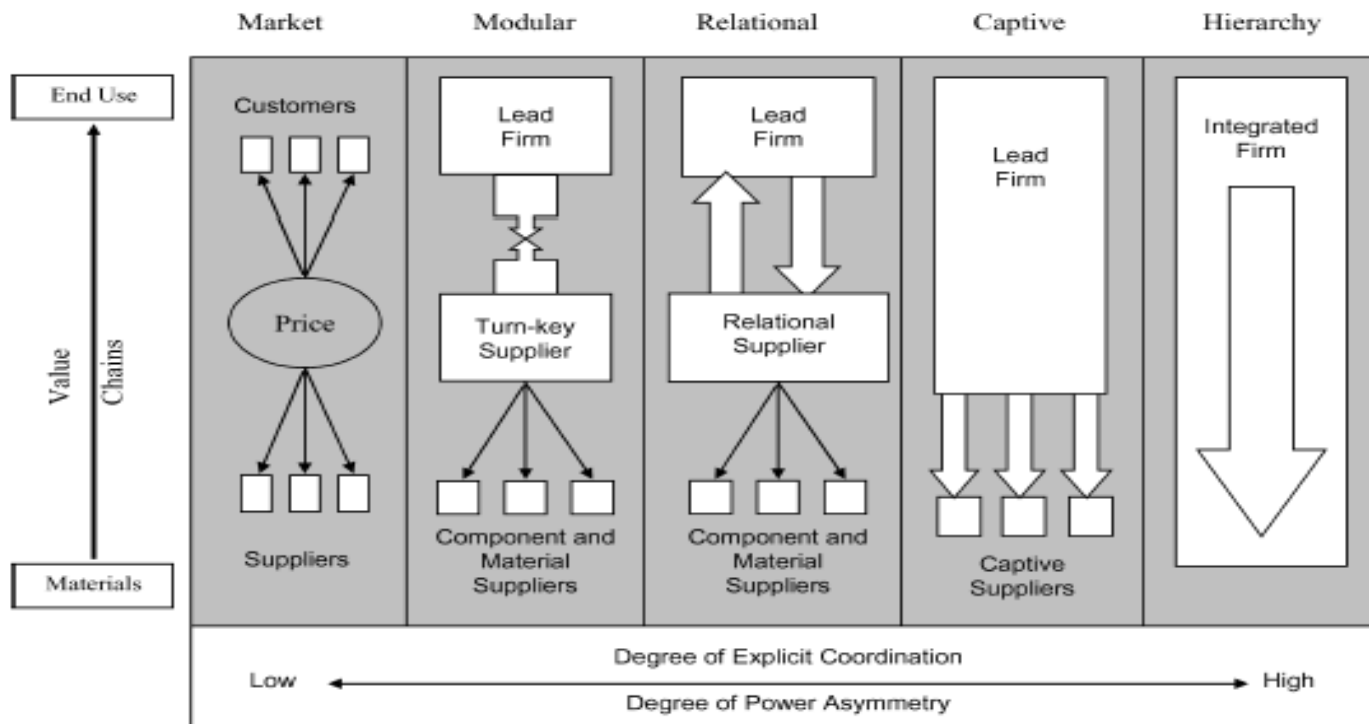 Market
Modular
Relational
Captive
Hierarchy
End Use
Materials
Value
Chains
Customers
Price
Suppliers
Lead
Firm
Turn-key
Supplier
Component and
Material
Suppliers
Lead
Firm
Relational
Supplier
Component and
Material
Suppliers
Lead
Firm
Captive
Suppliers
Integrated
Firm
Degree of Explicit Coordination
Low
High
Degree of Power Asymmetry